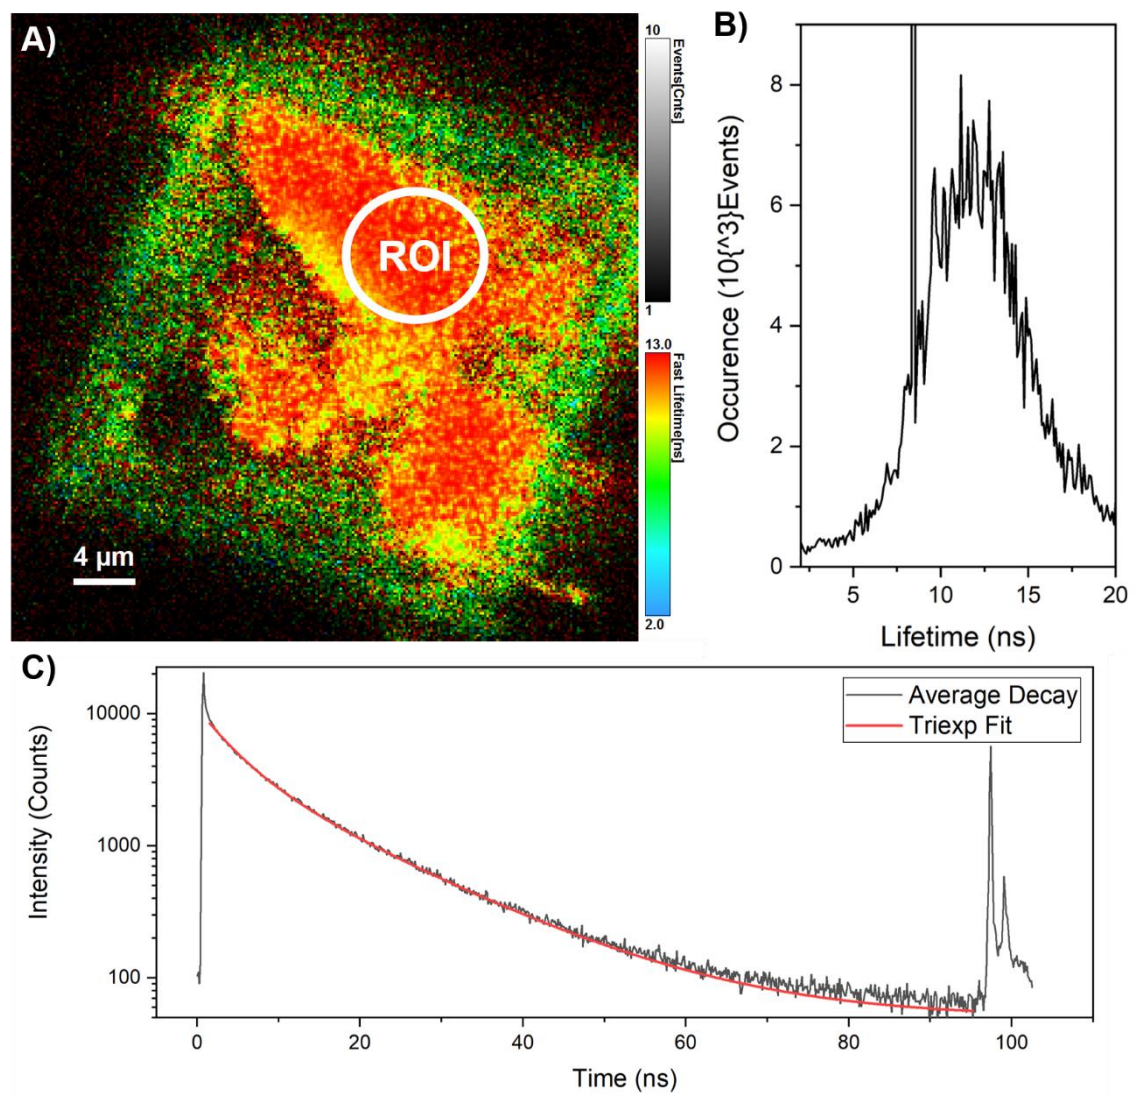 A)
ROI
4 μm
10
Events[Cnts]
1
13.0
Fast Lifetime[ns]
2.0
B)
Occurence (10{^3}Events)
8
6
4
2
0
5 10 15 20
Lifetime (ns)
C)
Intensity (Counts)
10000
1000
100
Average Decay
Triexp Fit
0 20 40 60 80 100
Time (ns)